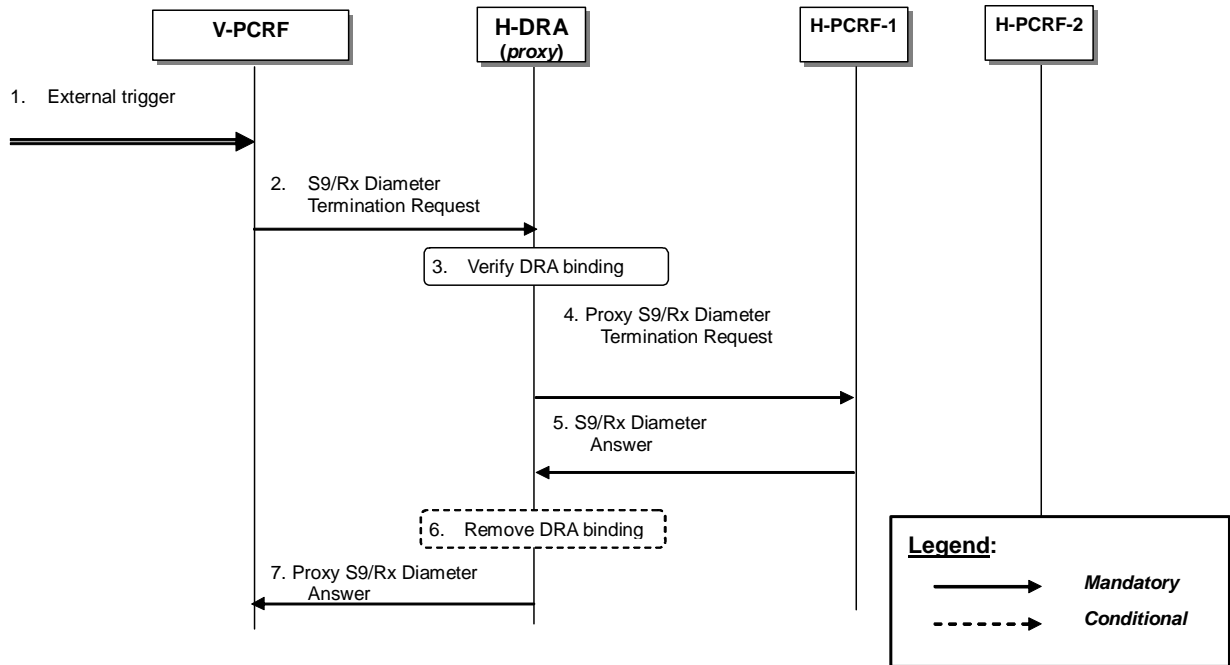 V-PCRF
H-DRA
(proxy)
H-PCRF-1
H-PCRF-2
1. External trigger
2. S9/Rx Diameter
Termination Request
3. Verify DRA binding
4. Proxy S9/Rx Diameter
Termination Request
5. S9/Rx Diameter
Answer
6. Remove DRA binding
7. Proxy S9/Rx Diameter
Answer
Legend:
Mandatory
Conditional